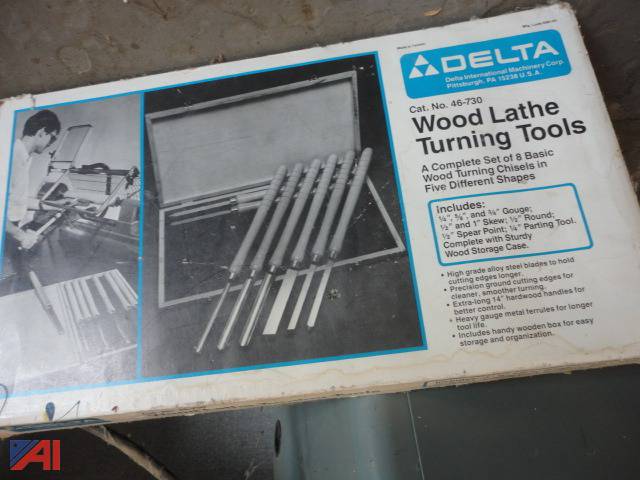 Made in Taiwan
DELTA
Delta International Machinery Corp.
Pittsburgh, PA 15238 U.S.A.
Cat. No. 46-730
Wood Lathe
Turning Tools
A Complete Set of 8 Basic
Wood Turning Chisels in
Five Different Shapes
includes:
¼", ⅜", and ¾" Gouge;
½" and 1" Skew; ½" Round;
½" Spear Point; ¼" Parting Tool.
Complete with Sturdy
Wood Storage Case.
• High grade alloy steel blades to hold
cutting edges longer.
• Precision ground cutting edges for
cleaner, smoother turning.
• Extra-long 14" hardwood handles for
better control.
• Heavy gauge metal ferrules for longer
tool life.
• Includes handy wooden box for easy
storage and organization.
AI